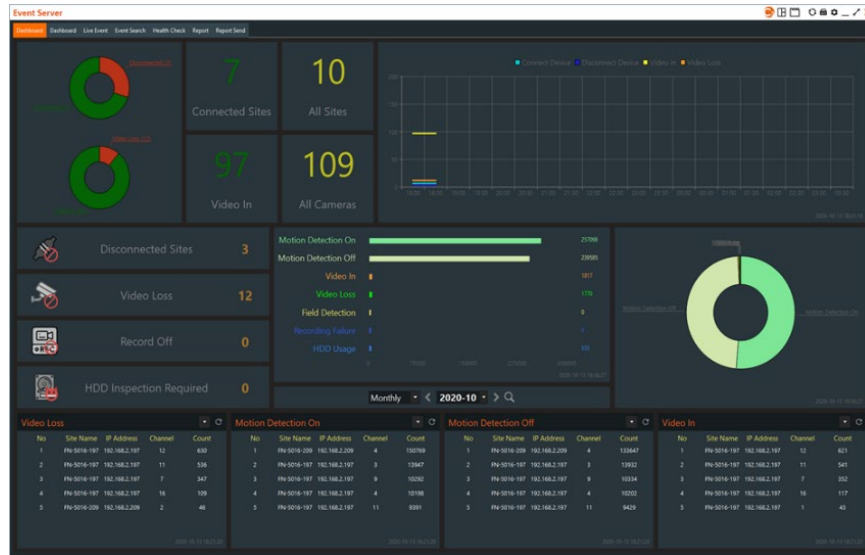 Event Server
Dashboard Dashboard Live Event Event Search Health Check Report Report Send
7
Connected Sites
10
All Sites
97
Video In
109
All Cameras
Connect Device Disconnect Device Video in Video Loss
200
150
100
50
0
Disconnected Sites 3
Video Loss 12
Record Off 0
HDD Inspection Required 0
Motion Detection On
Motion Detection Off
Video In 1817
Video Loss
Field Detection 0
Recording Failure
HDD Usage
Monthly < 2020-10 >
Motion Detection Off
Motion Detection On
Video Loss
No Site Name IP Address Channel Count
1 FN-5016-197 192.168.2.197 12 630
2 FN-5016-197 192.168.2.197 11 536
3 FN-5016-197 192.168.2.197 7 347
4 FN-5016-197 192.168.2.197 16 109
5 FN-5016-209 192.168.2.209 2 46
Motion Detection On
No Site Name IP Address Channel Count
1 FN-5016-209 192.168.2.209 4 150769
2 FN-5016-197 192.168.2.197 3 13947
3 FN-5016-197 192.168.2.197 9 10292
4 FN-5016-197 192.168.2.197 4 10198
5 FN-5016-197 192.168.2.197 11 9391
Motion Detection Off
No Site Name IP Address Channel Count
1 FN-5016-209 192.168.2.209 4 133647
2 FN-5016-197 192.168.2.197 3 13932
3 FN-5016-197 192.168.2.197 9 10334
4 FN-5016-197 192.168.2.197 4 10202
5 FN-5016-197 192.168.2.197 11 9429
Video In
No Site Name IP Address Channel Count
1 FN-5016-197 192.168.2.197 12 621
2 FN-5016-197 192.168.2.197 11 541
3 FN-5016-197 192.168.2.197 7 352
4 FN-5016-197 192.168.2.197 16 117
5 FN-5016-197 192.168.2.197 1 43